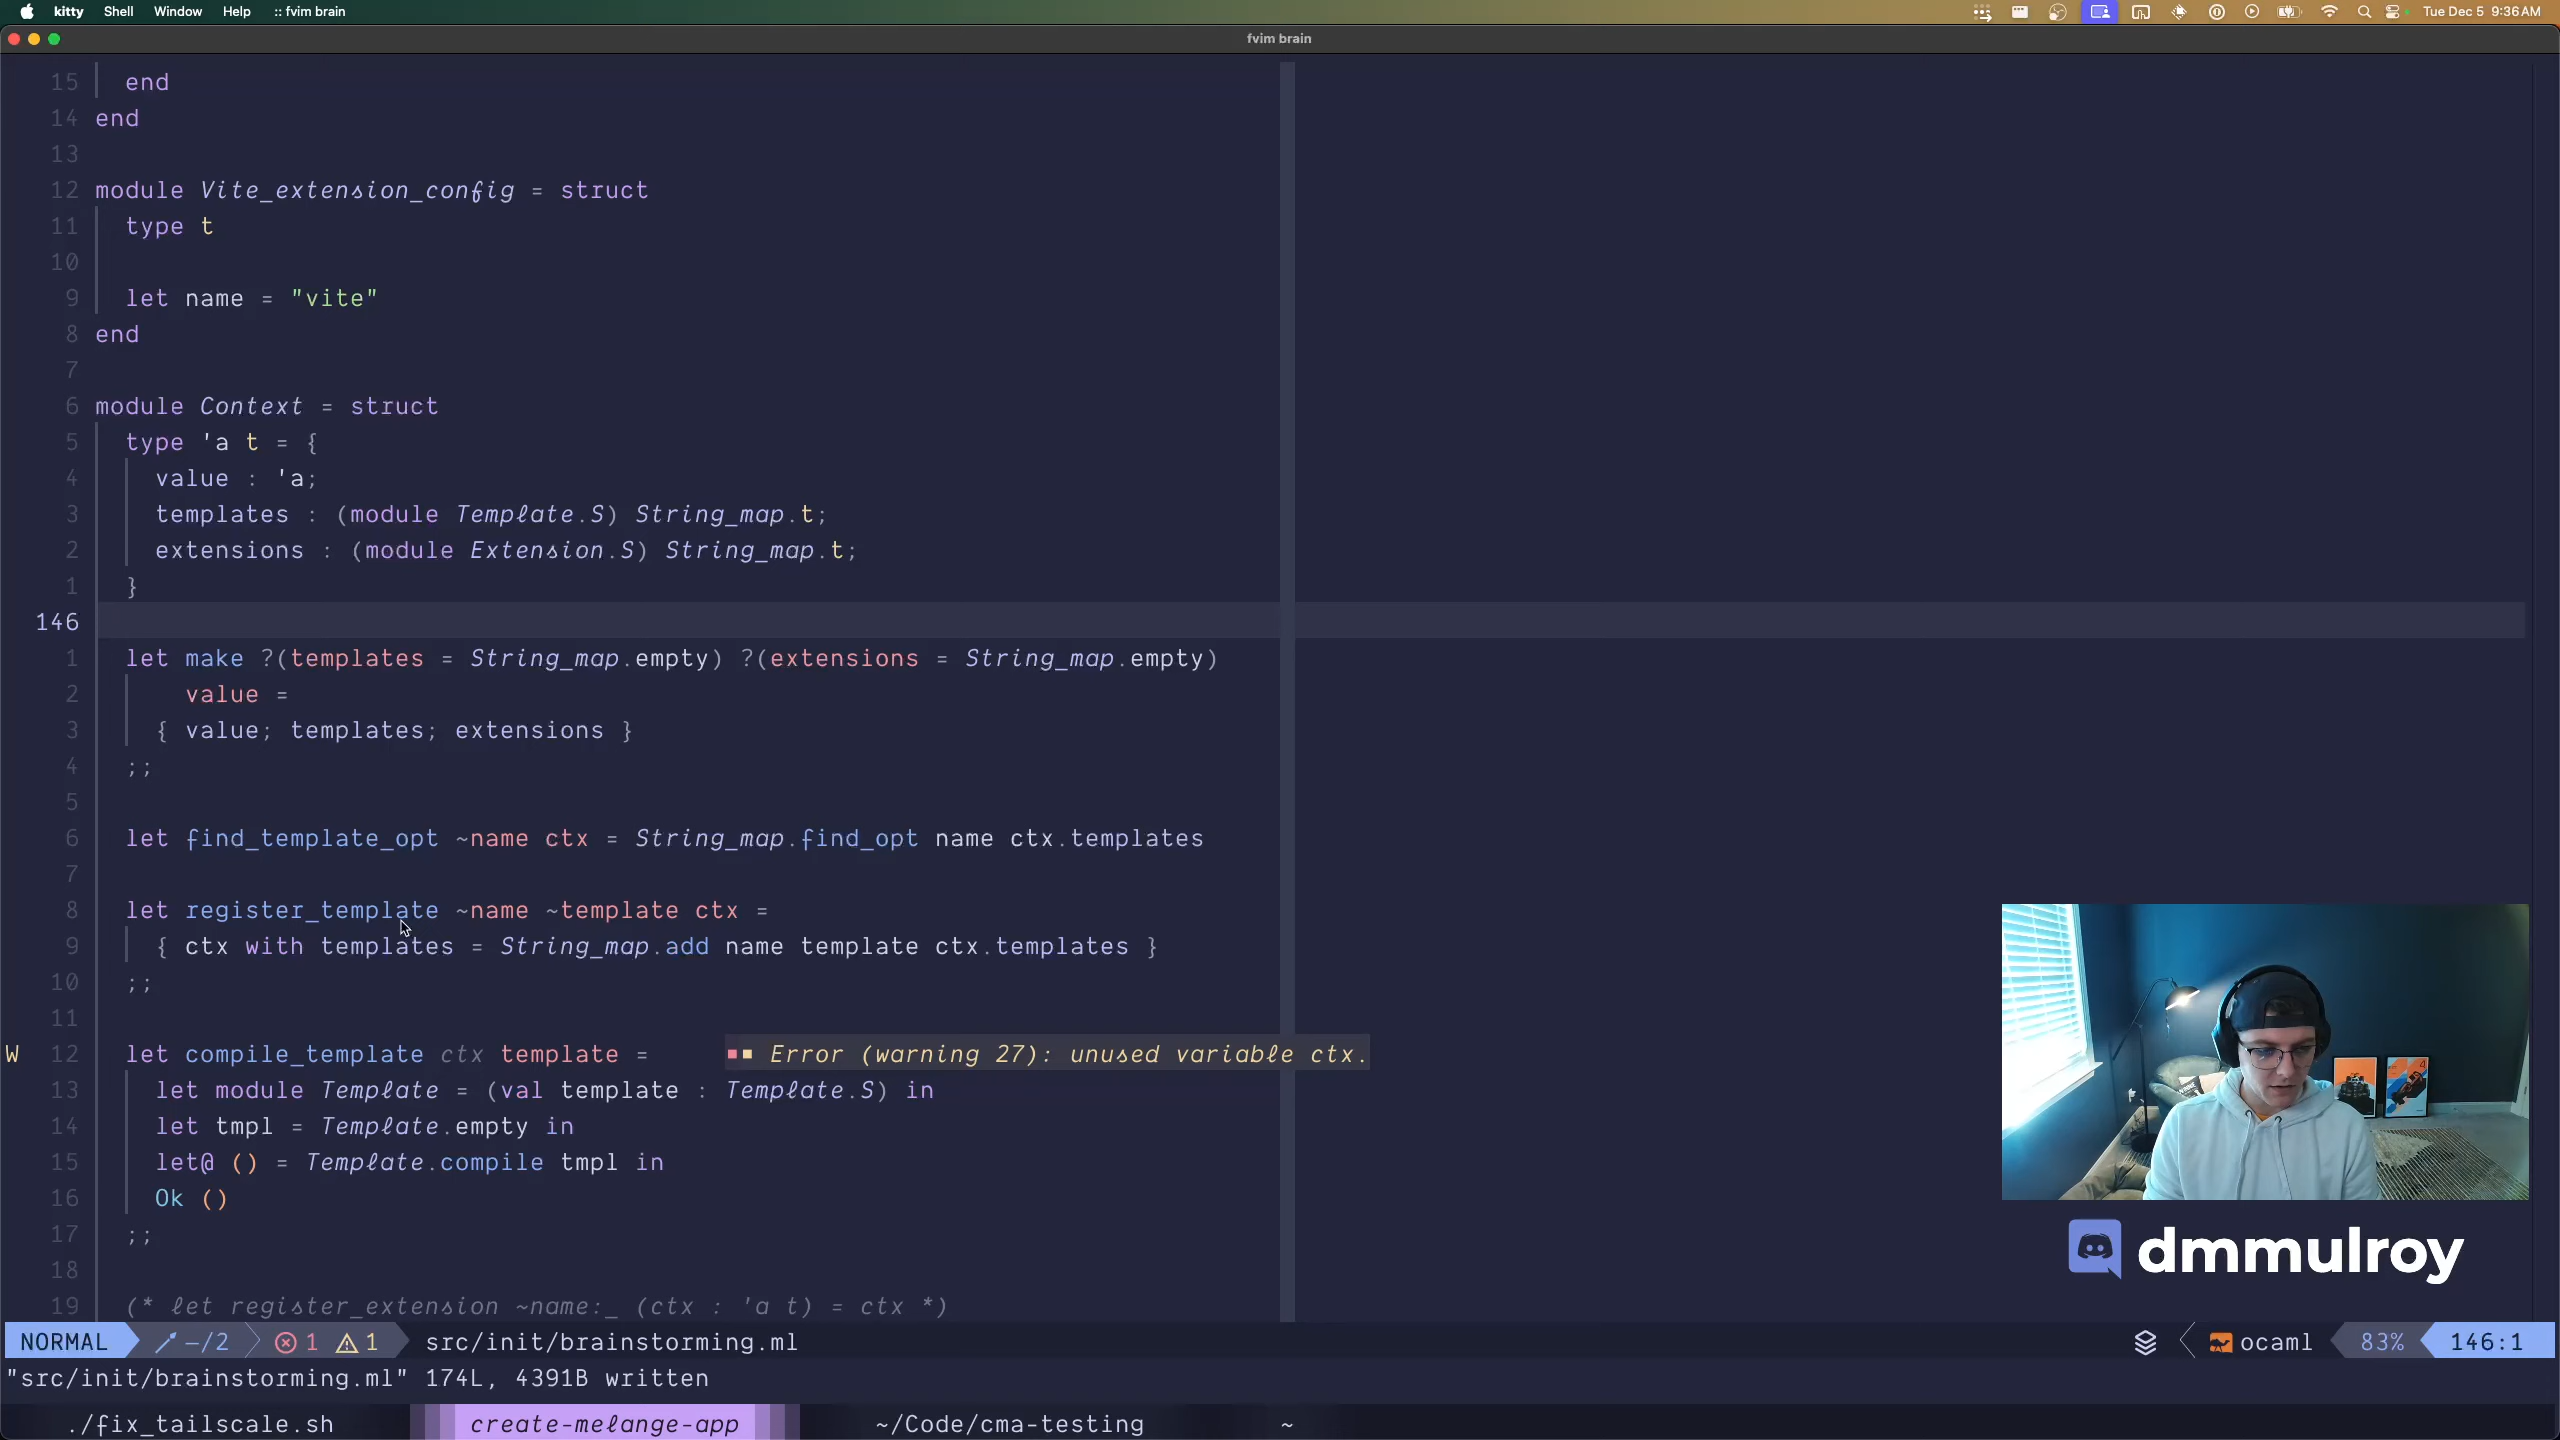 kitty Shell Window Help :: fvim brain
Tue Dec 5 9:36 AM
fvim brain
15 end
14 end
13
12 module Vite_extension_config = struct
11 type t
10
9 let name = "vite"
8 end
7
6 module Context = struct
5 type 'a t = {
4 value : 'a;
3 templates : (module Template.S) String_map.t;
2 extensions : (module Extension.S) String_map.t;
1 }
146
1 let make ?(templates = String_map.empty) ?(extensions = String_map.empty)
2 value =
3 { value; templates; extensions }
4 ;;
5
6 let find_template_opt ~name ctx = String_map.find_opt name ctx.templates
7
8 let register_template ~name ~template ctx =
9 { ctx with templates = String_map.add name template ctx.templates }
10 ;;
11
W 12 let compile_template ctx template = Error (warning 27): unused variable ctx.
13 let module Template = (val template : Template.S) in
14 let tmpl = Template.empty in
15 let@ () = Template.compile tmpl in
16 Ok ()
17 ;;
18
19 (* let register_extension ~name:_ (ctx : 'a t) = ctx *)
dmmulroy
NORMAL –/2 1 1 src/init/brainstorming.ml ocaml 83% 146:1
"src/init/brainstorming.ml" 174L, 4391B written
./fix_tailscale.sh create-melange-app ~/Code/cma-testing ~